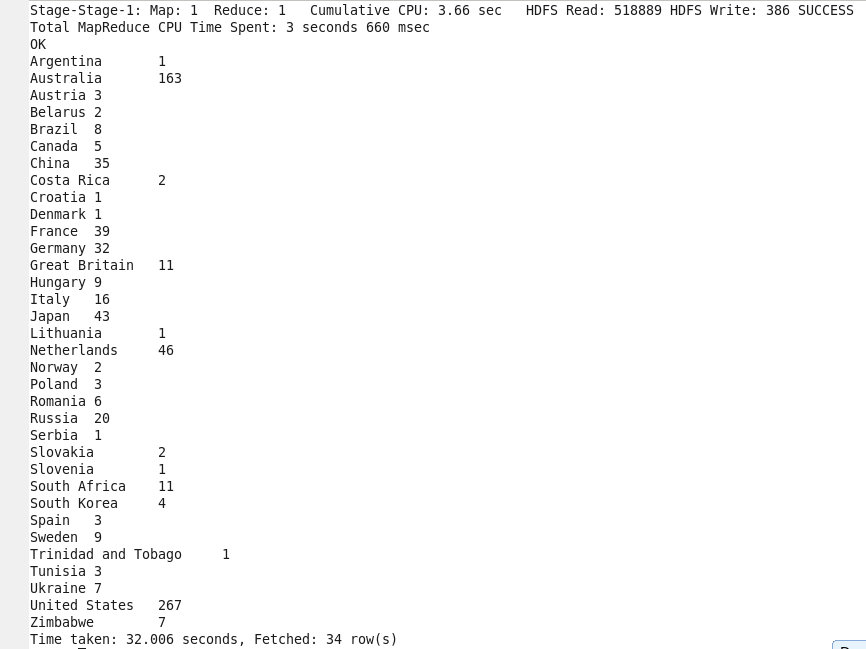 Stage-Stage-1: Map: 1  Reduce: 1   Cumulative CPU: 3.66 sec   HDFS Read: 518889 HDFS Write: 386 SUCCESS
Total MapReduce CPU Time Spent: 3 seconds 660 msec
OK
Argentina	1
Australia	163
Austria	3
Belarus	2
Brazil	8
Canada	5
China	35
Costa Rica	2
Croatia	1
Denmark	1
France	39
Germany	32
Great Britain	11
Hungary	9
Italy	16
Japan	43
Lithuania	1
Netherlands	46
Norway	2
Poland	3
Romania	6
Russia	20
Serbia	1
Slovakia	2
Slovenia	1
South Africa	11
South Korea	4
Spain	3
Sweden	9
Trinidad and Tobago	1
Tunisia	3
Ukraine	7
United States	267
Zimbabwe	7
Time taken: 32.006 seconds, Fetched: 34 row(s)